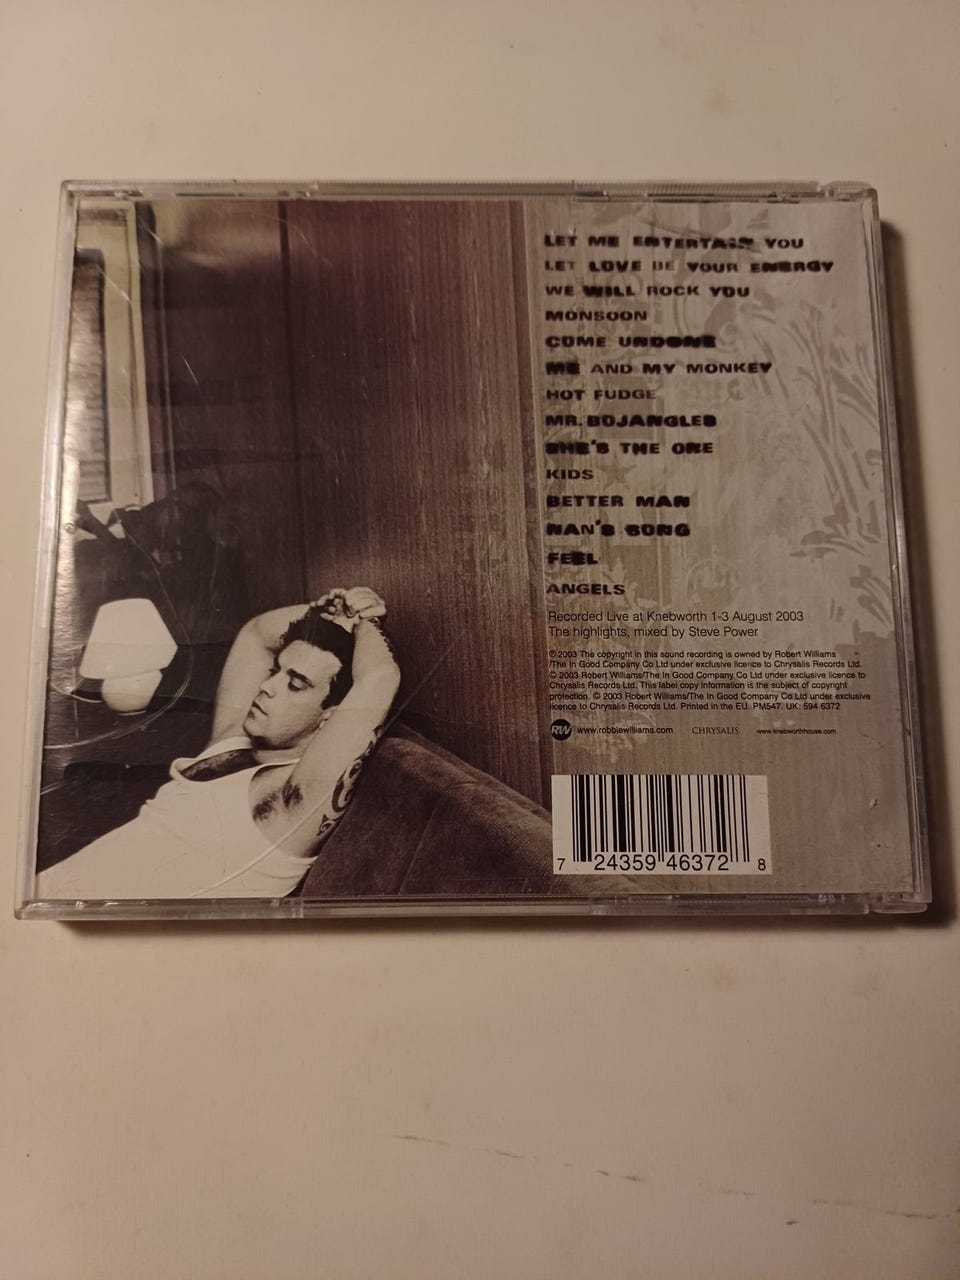 LET ME ENTERTAIN YOU
LET LOVE BE YOUR ENERGY
WE WILL ROCK YOU
MONSOON
COME UNDONE
ME AND MY MONKEY
HOT FUDGE
MR. BOJANGLES
SHE'S THE ONE
KIDS
BETTER MAN
NAN'S SONG
FEEL
ANGELS
Recorded Live at Knebworth 1-3 August 2003
The highlights, mixed by Steve Power
℗ 2003 The copyright in this sound recording is owned by Robert Williams
/The In Good Company Co Ltd under exclusive licence to Chrysalis Records Ltd.
© 2003 Robert Williams/The In Good Company Co Ltd under exclusive licence to
Chrysalis Records Ltd. This label copy information is the subject of copyright
protection. © 2003 Robert Williams/The In Good Company Co.Ltd under exclusive
licence to Chrysalis Records Ltd. Printed in the EU. PM547. UK: 594 6372
RW www.robbiewilliams.com CHRYSALIS www.knebworthhouse.com
7 24359 46372 8